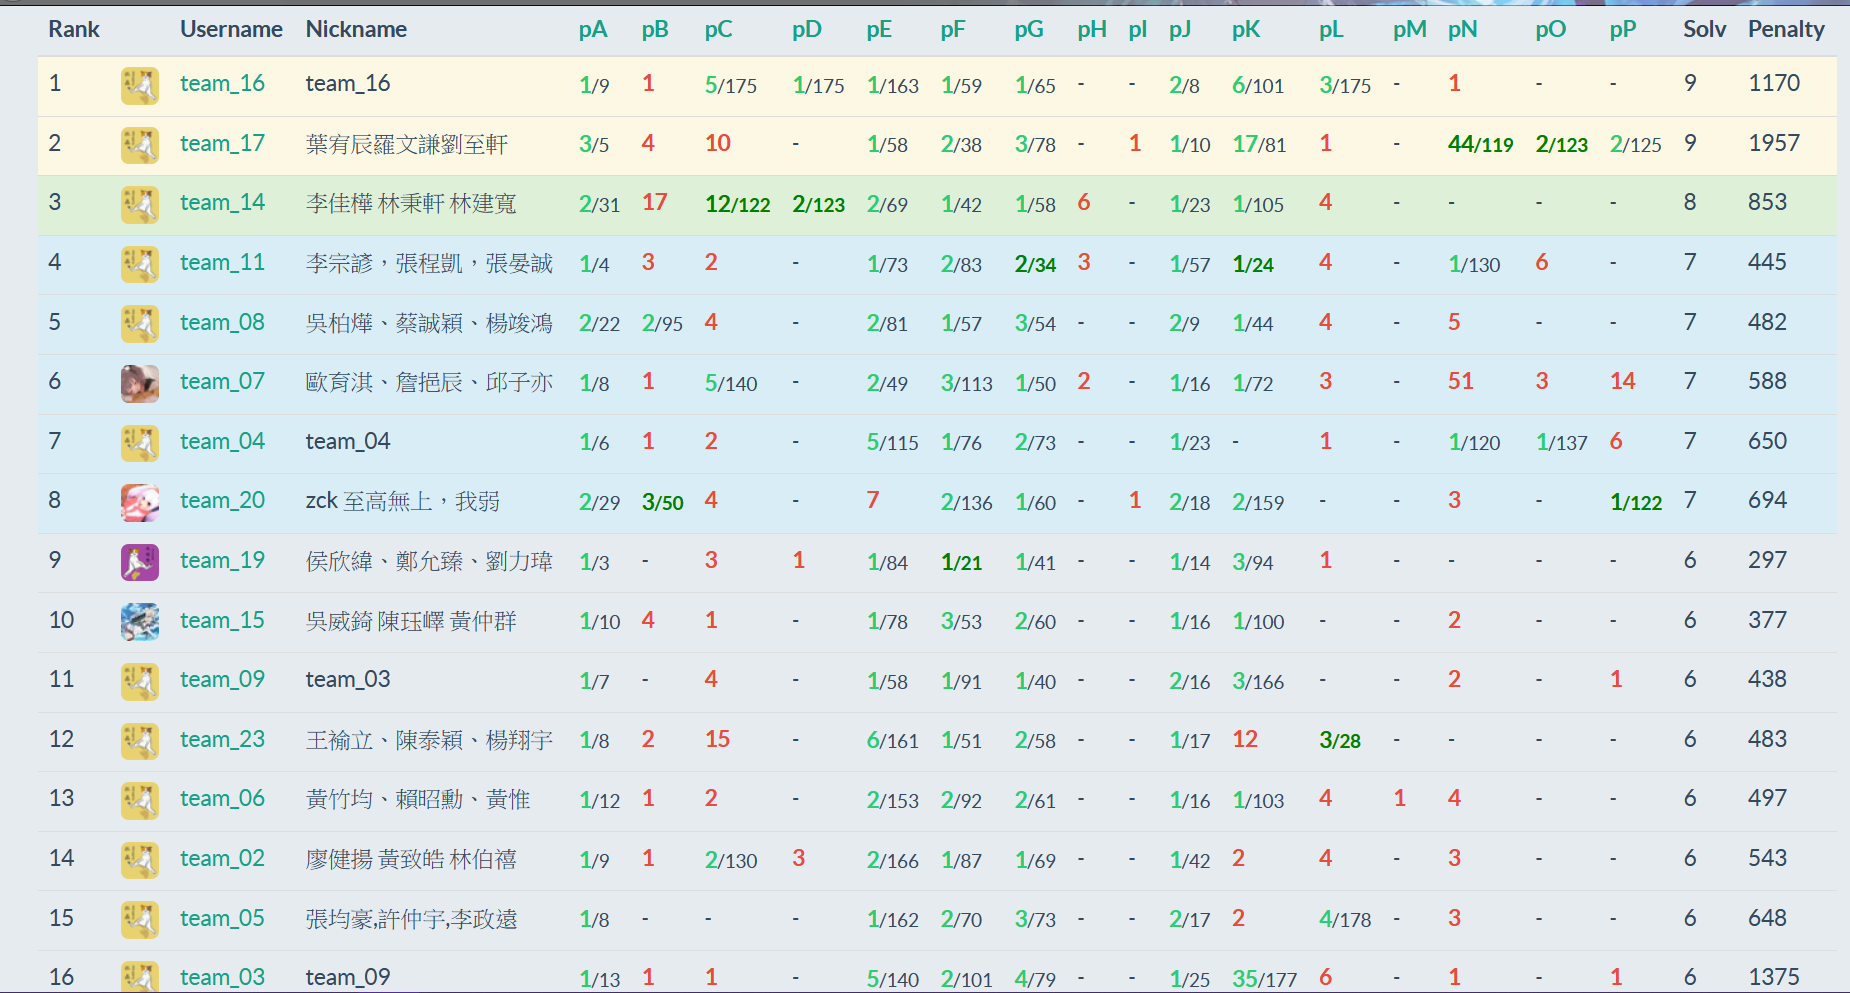 Rank Username Nickname pA pB pC pD pE pF pG pH pI pJ pK pL pM pN pO pP Solv Penalty
1 team_16 team_16 1/9 1 5/175 1/175 1/163 1/59 1/65 - - 2/8 6/101 3/175 - 1 - - 9 1170
2 team_17 葉宥辰羅文謙劉至軒 3/5 4 10 - 1/58 2/38 3/78 - 1 1/10 17/81 1 - 44/119 2/123 2/125 9 1957
3 team_14 李佳樺 林秉軒 林建寬 2/31 17 12/122 2/123 2/69 1/42 1/58 6 - 1/23 1/105 4 - - - - 8 853
4 team_11 李宗諺，張程凱，張晏誠 1/4 3 2 - 1/73 2/83 2/34 3 - 1/57 1/24 4 - 1/130 6 - 7 445
5 team_08 吳柏燁、蔡誠穎、楊竣鴻 2/22 2/95 4 - 2/81 1/57 3/54 - - 2/9 1/44 4 - 5 - - 7 482
6 team_07 歐育淇、詹挹辰、邱子亦 1/8 1 5/140 - 2/49 3/113 1/50 2 - 1/16 1/72 3 - 51 3 14 7 588
7 team_04 team_04 1/6 1 2 - 5/115 1/76 2/73 - - 1/23 - 1 - 1/120 1/137 6 7 650
8 team_20 zck 至高無上，我弱 2/29 3/50 4 - 7 2/136 1/60 - 1 2/18 2/159 - - 3 - 1/122 7 694
9 team_19 侯欣緯、鄭允臻、劉力瑋 1/3 - 3 1 1/84 1/21 1/41 - - 1/14 3/94 1 - - - - 6 297
10 team_15 吳威錡 陳珏嶧 黃仲群 1/10 4 1 - 1/78 3/53 2/60 - - 1/16 1/100 - - 2 - - 6 377
11 team_09 team_03 1/7 - 4 - 1/58 1/91 1/40 - - 2/16 3/166 - - 2 - 1 6 438
12 team_23 王褕立、陳泰穎、楊翔宇 1/8 2 15 - 6/161 1/51 2/58 - - 1/17 12 3/28 - - - - 6 483
13 team_06 黃竹均、賴昭勳、黃惟 1/12 1 2 - 2/153 2/92 2/61 - - 1/16 1/103 4 1 4 - - 6 497
14 team_02 廖健揚 黃致皓 林伯禧 1/9 1 2/130 3 2/166 1/87 1/69 - - 1/42 2 4 - 3 - - 6 543
15 team_05 張均豪,許仲宇,李政遠 1/8 - - - 1/162 2/70 3/73 - - 2/17 2 4/178 - 3 - - 6 648
16 team_03 team_09 1/13 1 1 - 5/140 2/101 4/79 - - 1/25 35/177 6 - 1 - 1 6 1375